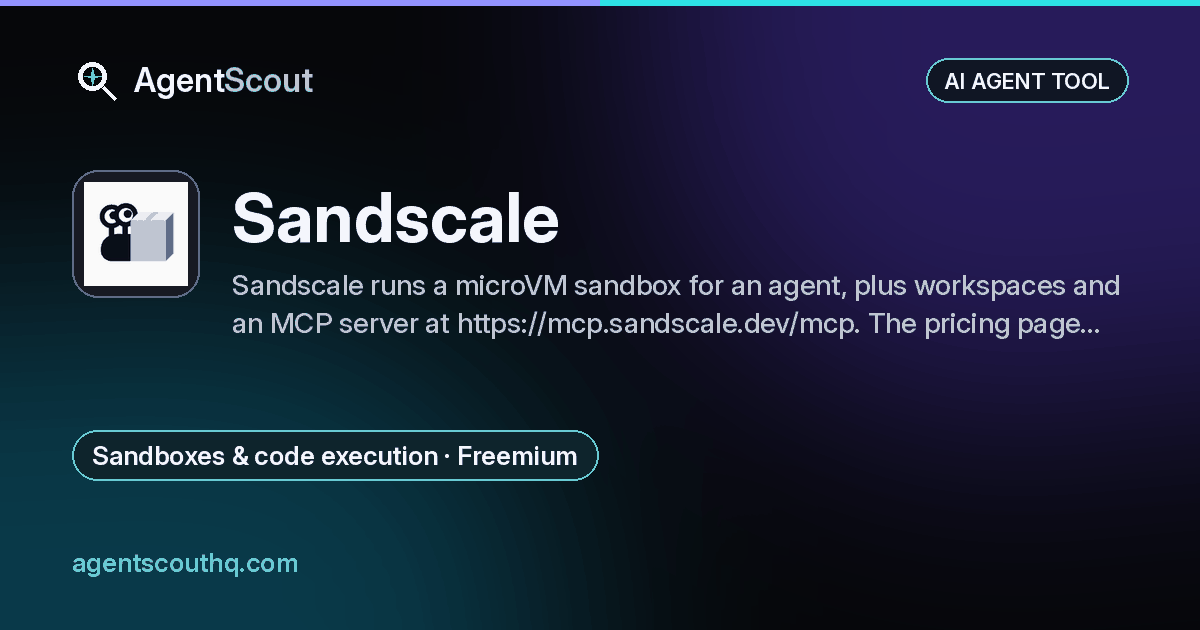 AgentScout
AI AGENT TOOL
Sandscale
Sandscale runs a microVM sandbox for an agent, plus workspaces and
an MCP server at https://mcp.sandscale.dev/mcp. The pricing page...
Sandboxes & code execution · Freemium
agentscouthq.com